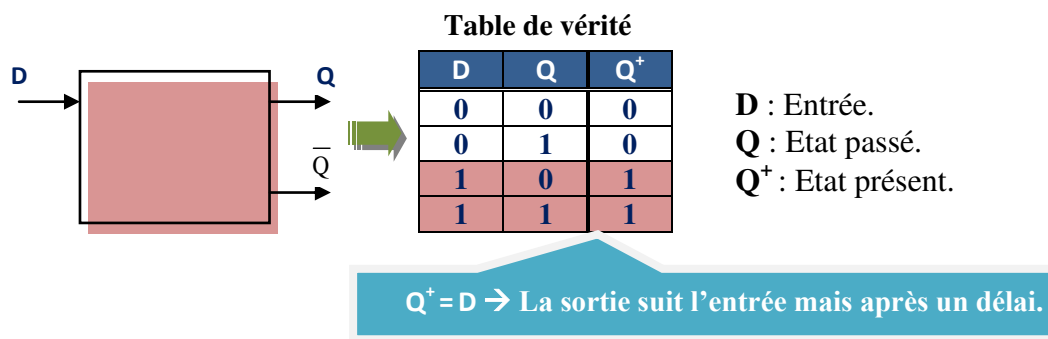 Table de vérité
D Q Q⁺
0 0 0
0 1 0
1 0 1
1 1 1
D
Q
Q̅
D : Entrée.
Q : Etat passé.
Q⁺ : Etat présent.
Q⁺ = D → La sortie suit l’entrée mais après un délai.